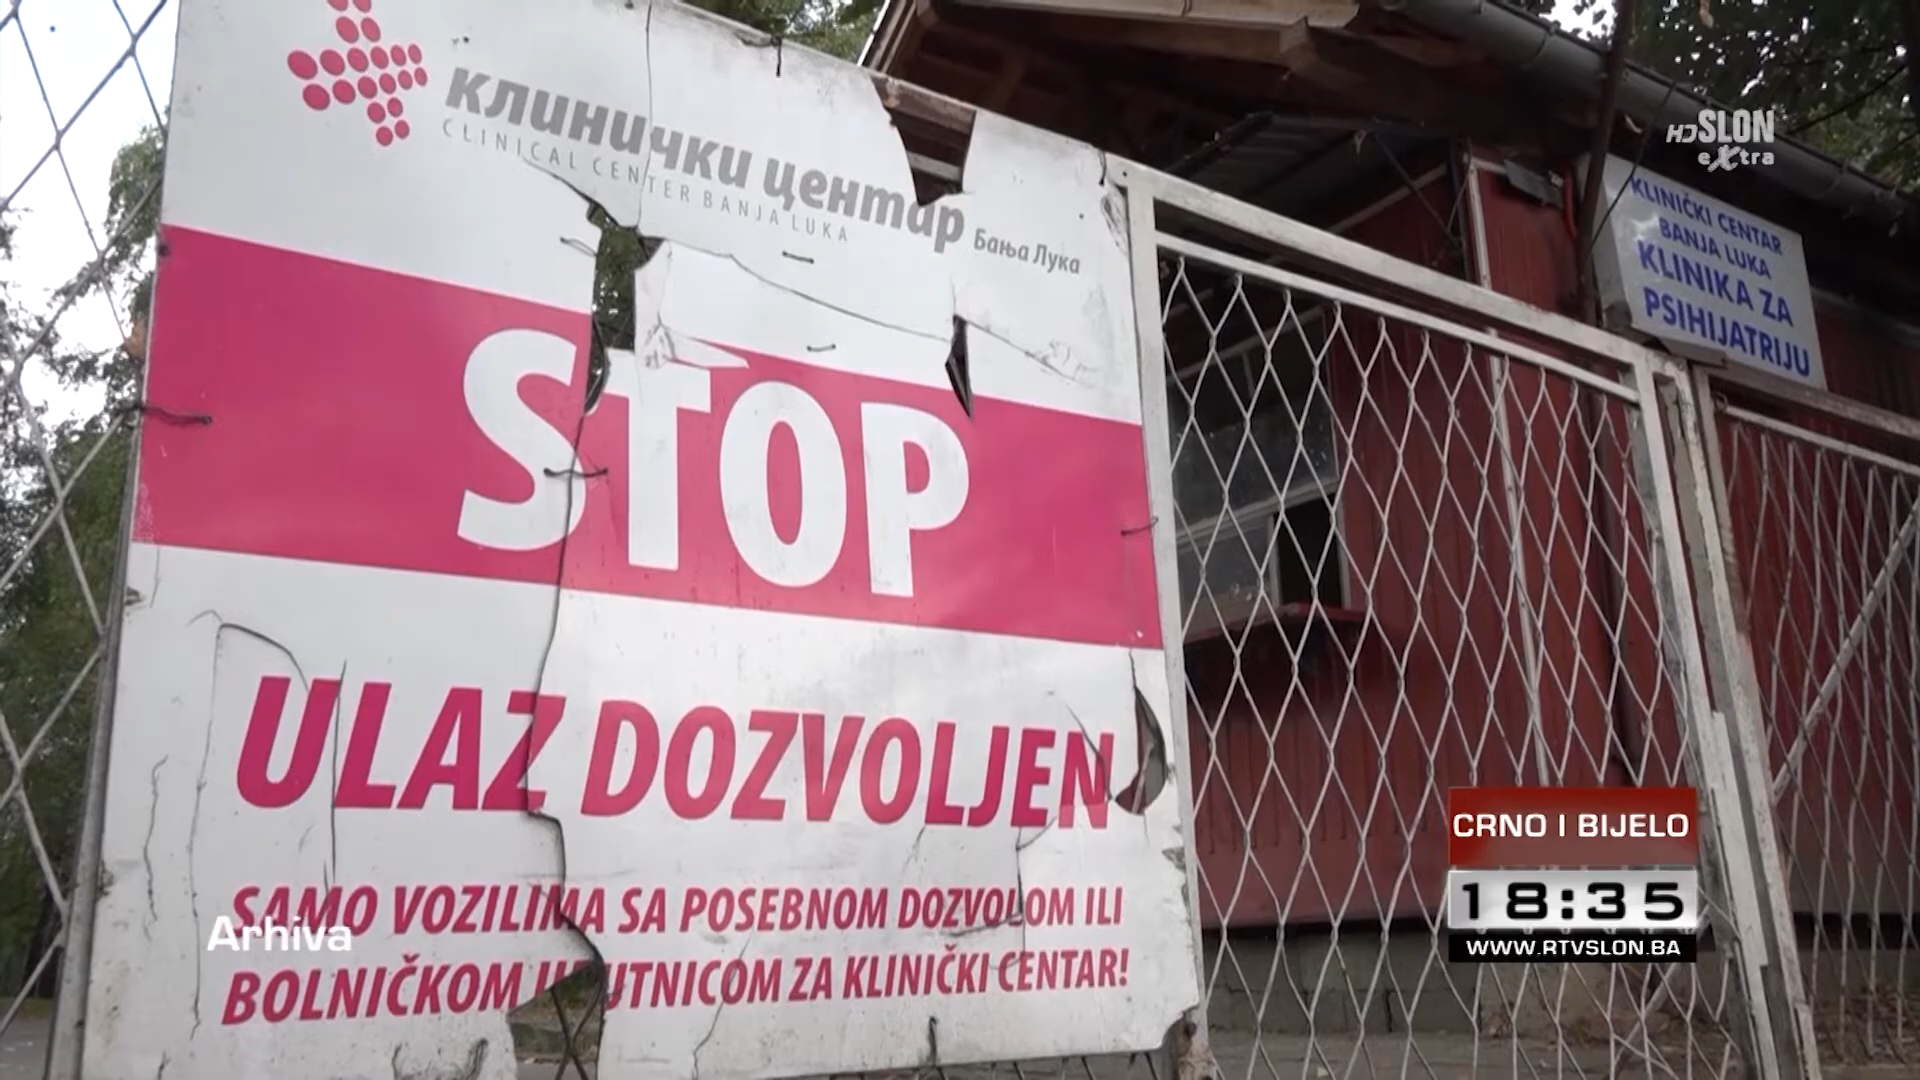 клинички центар Бања Лука
CLINICAL CENTER BANJA LUKA
STOP
ULAZ DOZVOLJEN
SAMO VOZILIMA SA POSEBNOM DOZVOLOM ILI
BOLNIČKOM ZA KLINIČKI CENTAR!
KLINIČKI CENTAR
BANJA LUKA
KLINIKA ZA
PSIHIJATRIJU
HD SLON
eXtra
Arhiva
CRNO I BIJELO
18:35
WWW.RTVSLON.BA